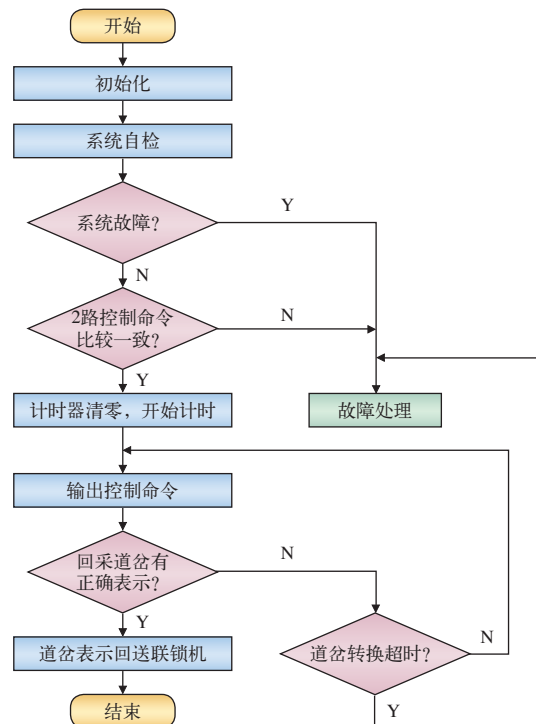 开始
初始化
系统自检
系统故障?
Y
N
2路控制命令
比较一致?
N
Y
计时器清零，开始计时
故障处理
输出控制命令
回采道岔有
正确表示?
N
Y
道岔转换超时?
N
道岔表示回送联锁机
Y
结束